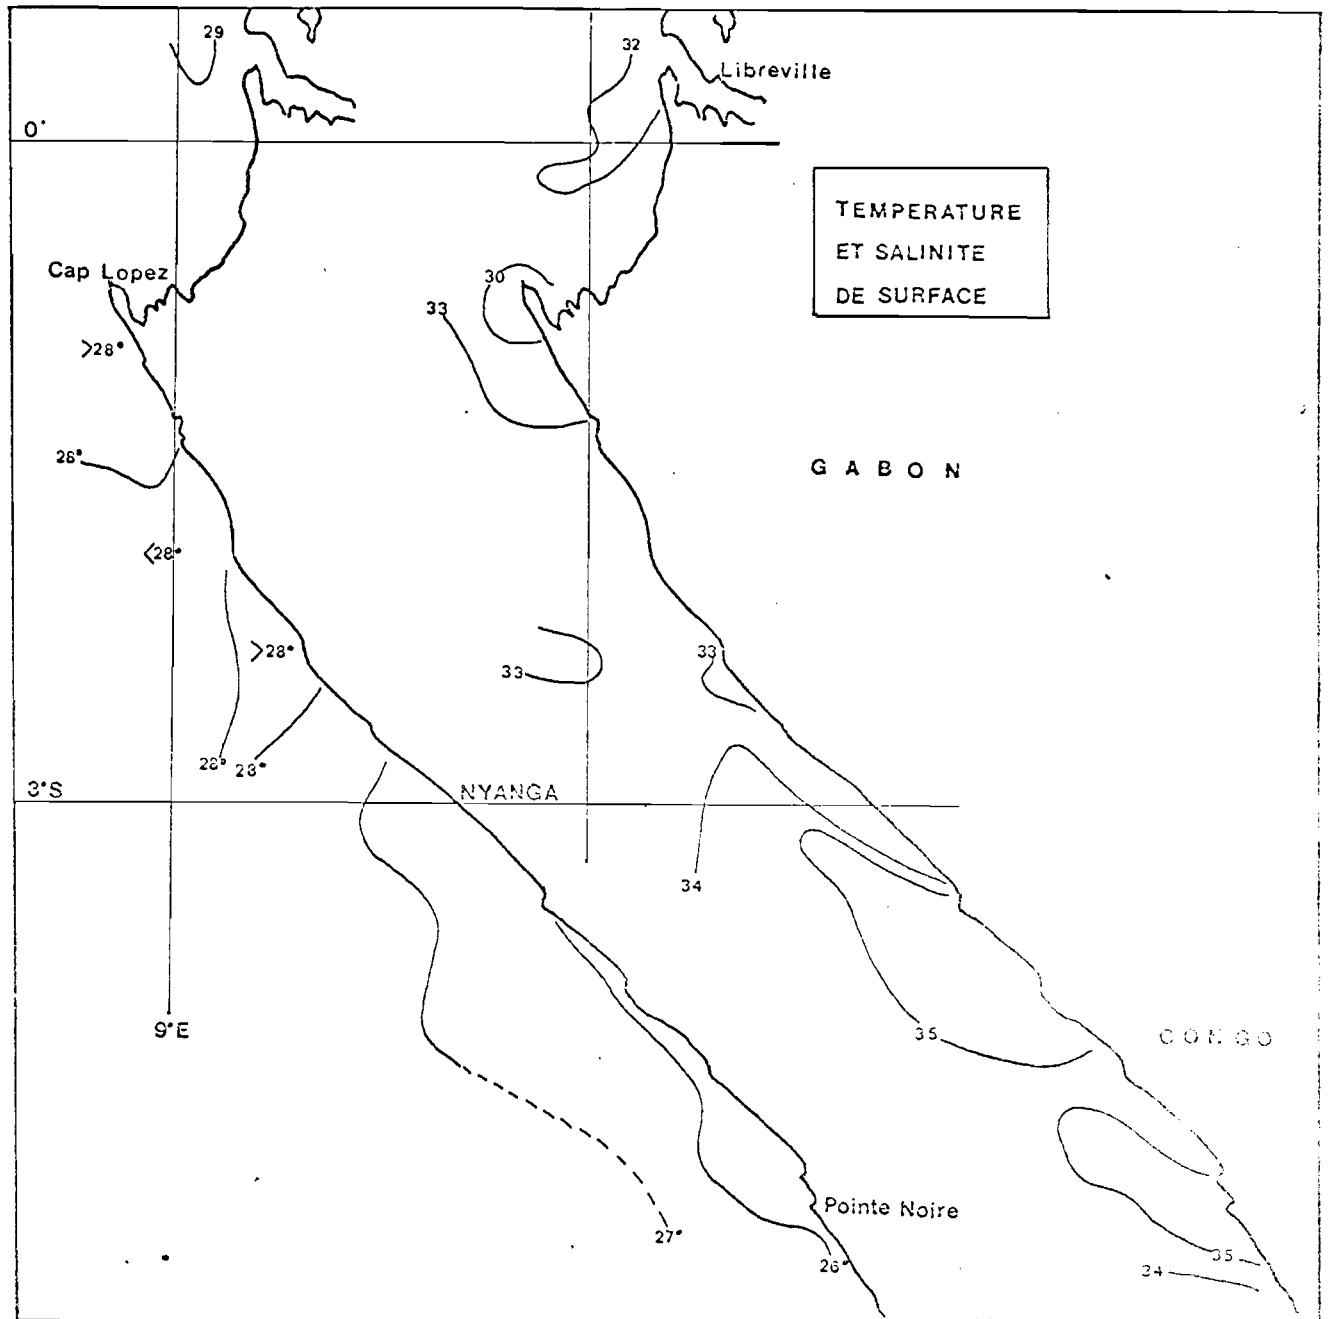 29
32
Libreville
0°
TEMPERATURE
ET SALINITE
DE SURFACE
Cap Lopez
30
33
>28°
28°
GABON
<28°
>28°
33
33
28° 28°
3°S
NYANGA
34
9°E
35
CONGO
Pointe Noire
27°
26°
35
34